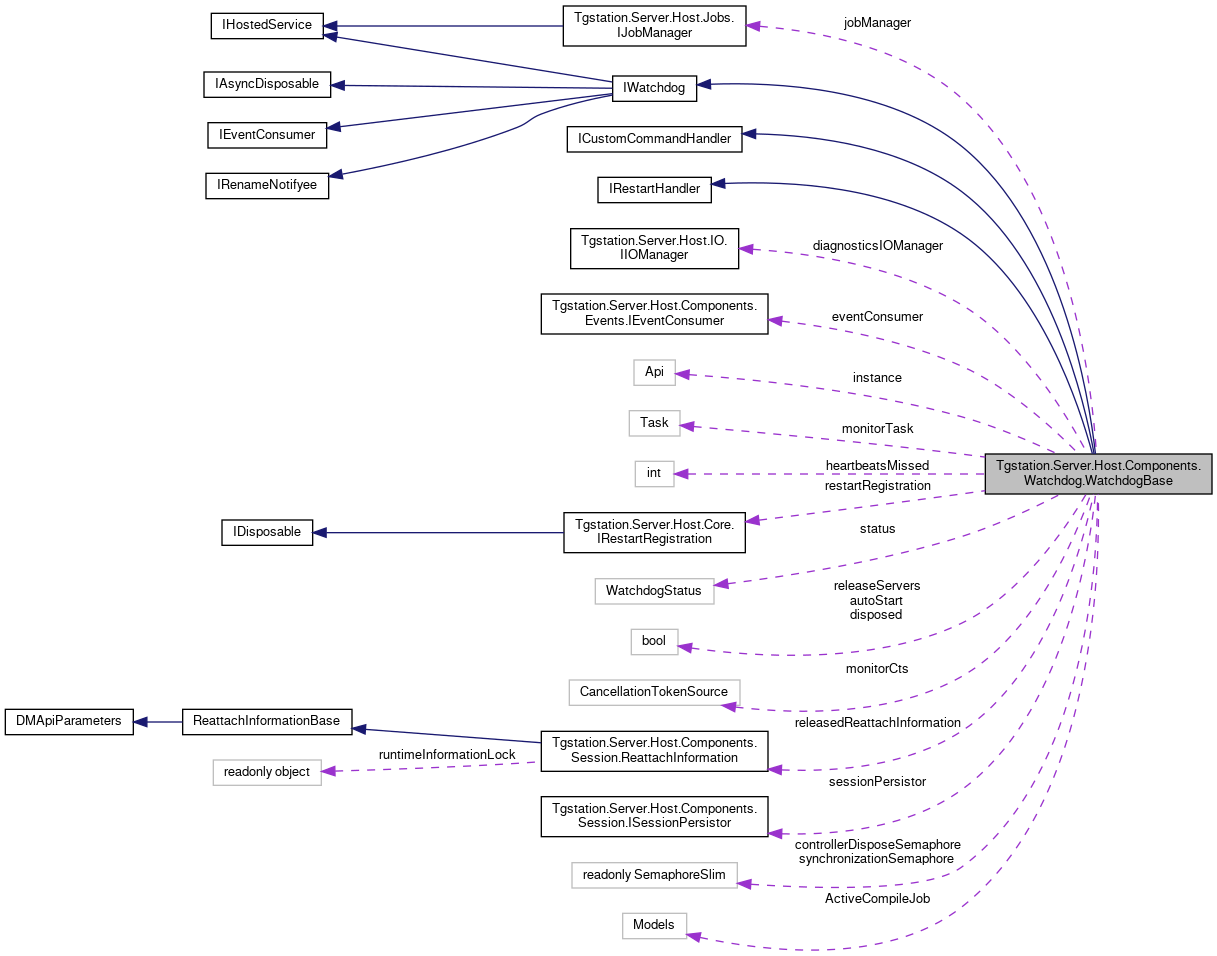 IHostedService
Tgstation.Server.Host.Jobs.
IJobManager
jobManager
IAsyncDisposable
IWatchdog
IEventConsumer
ICustomCommandHandler
IRenameNotifyee
IRestartHandler
Tgstation.Server.Host.IO.
IIOManager
diagnosticsIOManager
Tgstation.Server.Host.Components.
Events.IEventConsumer
eventConsumer
Api
instance
Task
monitorTask
int
heartbeatsMissed
Tgstation.Server.Host.Components.
Watchdog.WatchdogBase
restartRegistration
IDisposable
Tgstation.Server.Host.Core.
IRestartRegistration
status
WatchdogStatus
releaseServers
autoStart
disposed
bool
monitorCts
CancellationTokenSource
DMApiParameters
ReattachInformationBase
releasedReattachInformation
Tgstation.Server.Host.Components.
Session.ReattachInformation
runtimeInformationLock
readonly object
sessionPersistor
Tgstation.Server.Host.Components.
Session.ISessionPersistor
controllerDisposeSemaphore
synchronizationSemaphore
readonly SemaphoreSlim
ActiveCompileJob
Models